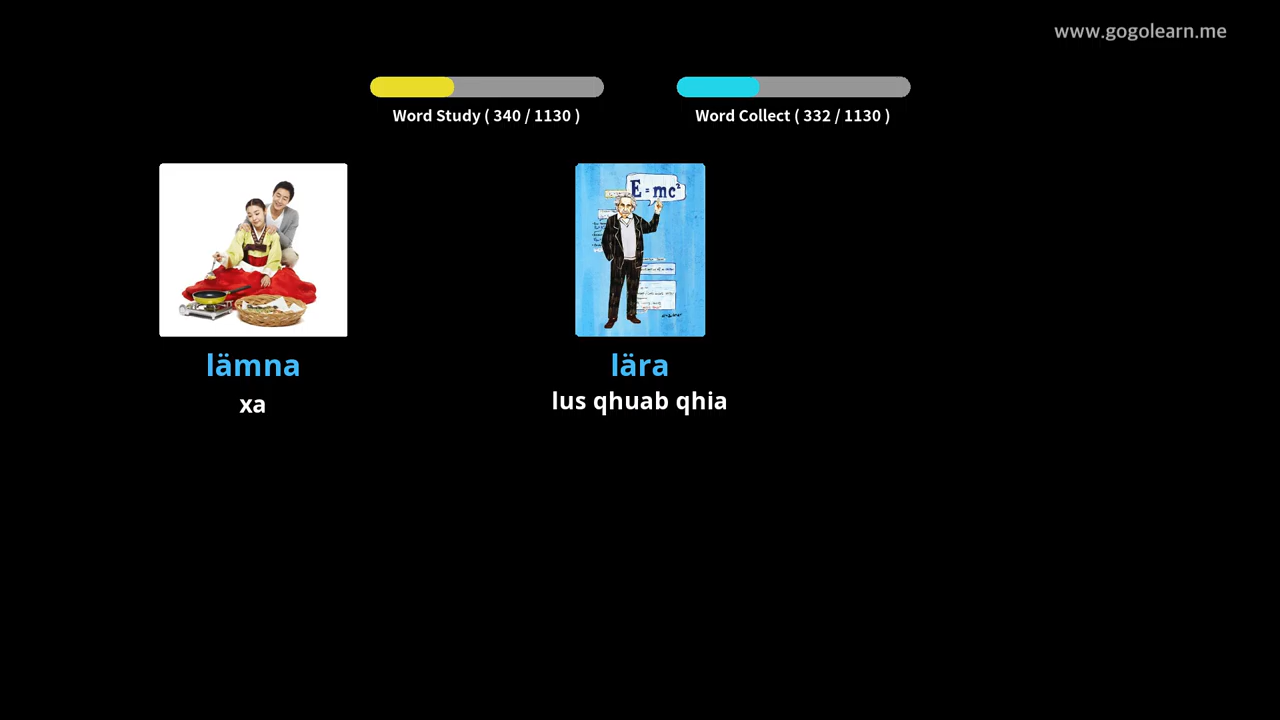 www.gogolearn.me
Word Study ( 340 / 1130 )
Word Collect ( 332 / 1130 )
E = mc²
lämna
lära
xa
lus qhuab qhia